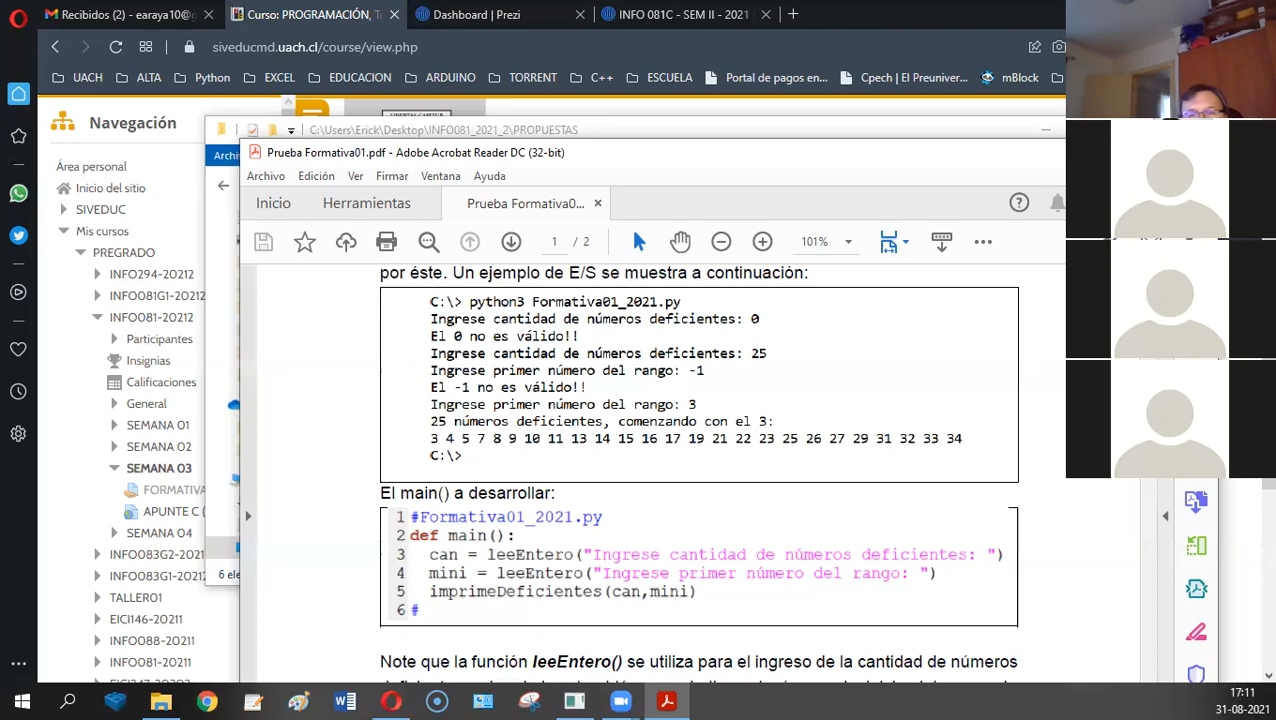 Recibidos (2) - earaya10@g
Curso: PROGRAMACIÓN, T
Dashboard | Prezi
INFO 081C - SEM II - 2021
siveducmd.uach.cl/course/view.php
UACH
ALTA
Python
EXCEL
EDUCATION
ARDUINO
TORRENT
C++
ESCUELA
Portal de pagos en...
Cpech | El Preuniver...
mBlock
Navegación
Área personal
Inicio del sitio
SIVEDUC
Mis cursos
PREGRADO
INFO294-20212
INFO081G1-20212
INFO081-20212
Participantes
Insignias
Calificaciones
General
SEMANA 01
SEMANA 02
SEMANA 03
FORMATIVA
APUNTE C (
SEMANA 04
INFO083G2-2021
INFO083G1-2021
TALLER01
EICI146-20211
INFO088-20211
INFO081-20211
C:\Users\Erick\Desktop\INFO081_2021_2\PROPUESTAS
Archi
6 ele
Prueba Formativa01.pdf - Adobe Acrobat Reader DC (32-bit)
Archivo Edición Ver Firmar Ventana Ayuda
Inicio
Herramientas
Prueba Formativa0...
1 / 2
101%
por éste. Un ejemplo de E/S se muestra a continuación:
C:\> python3 Formativa01_2021.py
Ingrese cantidad de números deficientes: 0
El 0 no es válido!!
Ingrese cantidad de números deficientes: 25
Ingrese primer número del rango: -1
El -1 no es válido!!
Ingrese primer número del rango: 3
25 números deficientes, comenzando con el 3:
3 4 5 7 8 9 10 11 13 14 15 16 17 19 21 22 23 25 26 27 29 31 32 33 34
C:\>
El main() a desarrollar:
1 #Formativa01_2021.py
2 def main():
3 can = leeEntero("Ingrese cantidad de números deficientes: ")
4 mini = leeEntero("Ingrese primer número del rango: ")
5 imprimeDeficientes(can,mini)
6 #
Note que la función leeEntero() se utiliza para el ingreso de la cantidad de números
17:11
31-08-2021